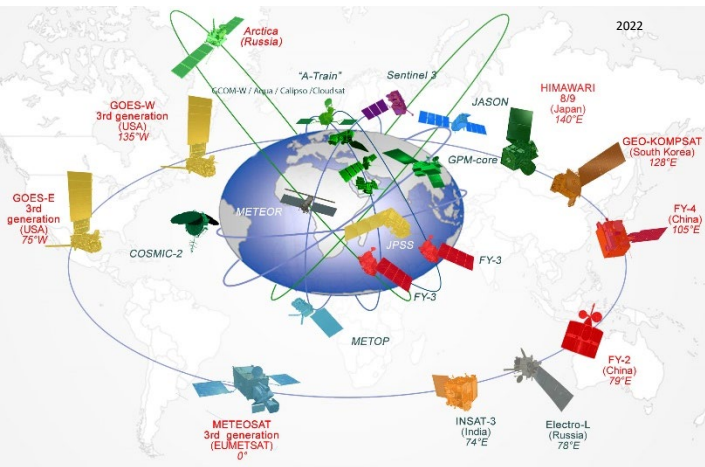 2022
Arctica
(Russia)
"A-Train"
GCOM-W / Aqua / Calipso /Cloudsat
Sentinel 3
JASON
HIMAWARI
8/9
(Japan)
140°E
GOES-W
3rd generation
(USA)
135°W
GPM-core
GEO-KOMPSAT
(South Korea)
128°E
GOES-E
3rd
generation
(USA)
75°W
METEOR
FY-4
(China)
105°E
COSMIC-2
JPSS
FY-3
FY-3
METOP
FY-2
(China)
79°E
METEOSAT
3rd generation
(EUMETSAT)
0°
INSAT-3
(India)
74°E
Electro-L
(Russia)
78°E